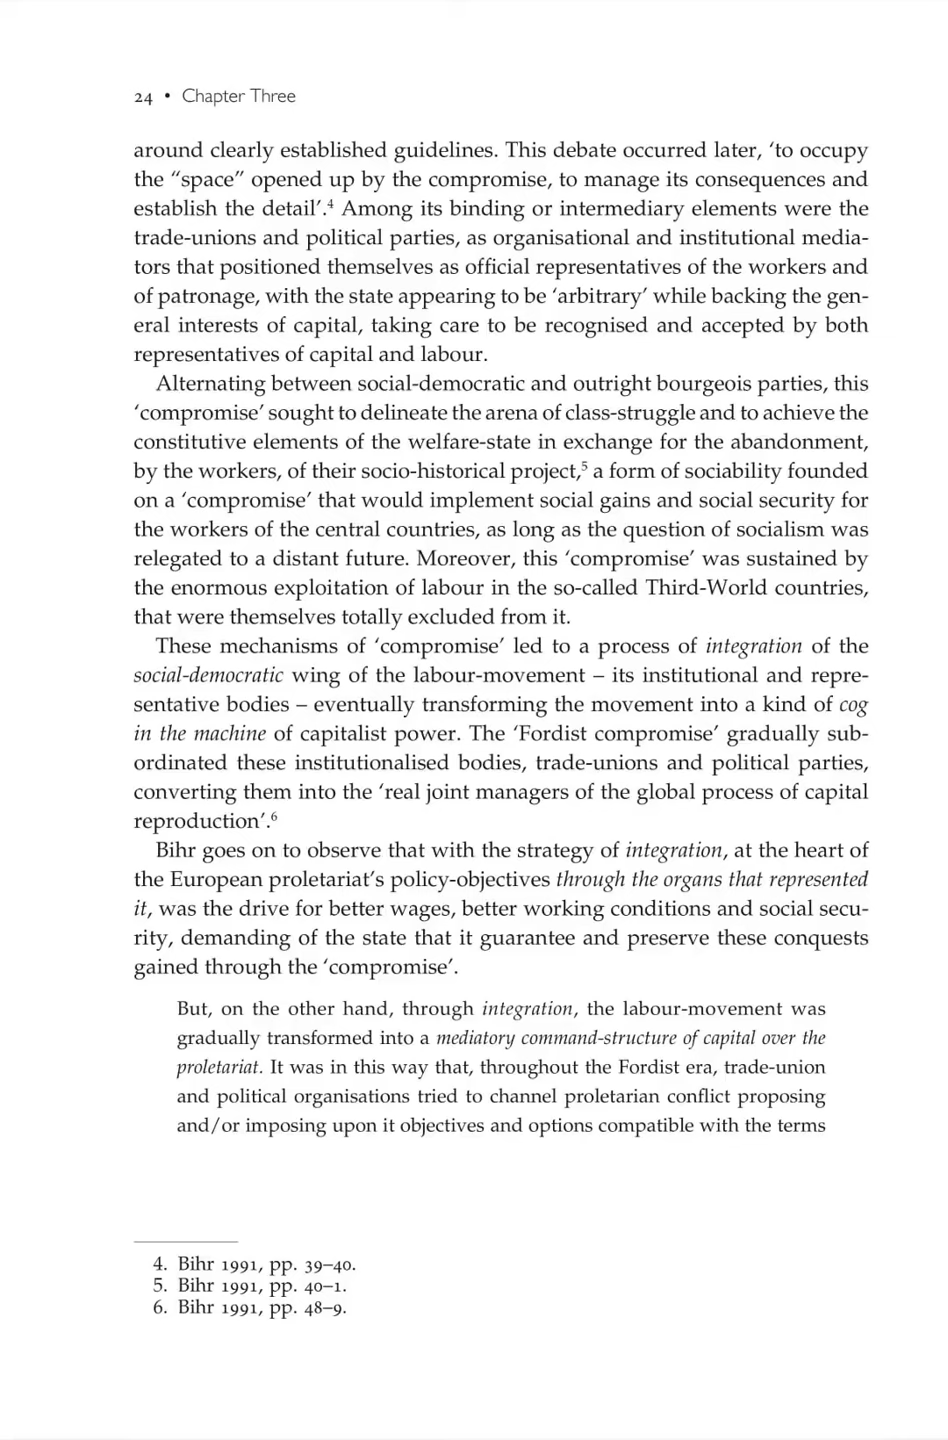 24 • Chapter Three
around clearly established guidelines. This debate occurred later, ‘to occupy
the “space” opened up by the compromise, to manage its consequences and
establish the detail’.4 Among its binding or intermediary elements were the
trade-unions and political parties, as organisational and institutional media-
tors that positioned themselves as official representatives of the workers and
of patronage, with the state appearing to be ‘arbitrary’ while backing the gen-
eral interests of capital, taking care to be recognised and accepted by both
representatives of capital and labour.
Alternating between social-democratic and outright bourgeois parties, this
‘compromise’ sought to delineate the arena of class-struggle and to achieve the
constitutive elements of the welfare-state in exchange for the abandonment,
by the workers, of their socio-historical project,5 a form of sociability founded
on a ‘compromise’ that would implement social gains and social security for
the workers of the central countries, as long as the question of socialism was
relegated to a distant future. Moreover, this ‘compromise’ was sustained by
the enormous exploitation of labour in the so-called Third-World countries,
that were themselves totally excluded from it.
These mechanisms of ‘compromise’ led to a process of integration of the
social-democratic wing of the labour-movement – its institutional and repre-
sentative bodies – eventually transforming the movement into a kind of cog
in the machine of capitalist power. The ‘Fordist compromise’ gradually sub-
ordinated these institutionalised bodies, trade-unions and political parties,
converting them into the ‘real joint managers of the global process of capital
reproduction’.6
Bihr goes on to observe that with the strategy of integration, at the heart of
the European proletariat’s policy-objectives through the organs that represented
it, was the drive for better wages, better working conditions and social secu-
rity, demanding of the state that it guarantee and preserve these conquests
gained through the ‘compromise’.
But, on the other hand, through integration, the labour-movement was
gradually transformed into a mediatory command-structure of capital over the
proletariat. It was in this way that, throughout the Fordist era, trade-union
and political organisations tried to channel proletarian conflict proposing
and/or imposing upon it objectives and options compatible with the terms
4. Bihr 1991, pp. 39–40.
5. Bihr 1991, pp. 40–1.
6. Bihr 1991, pp. 48–9.